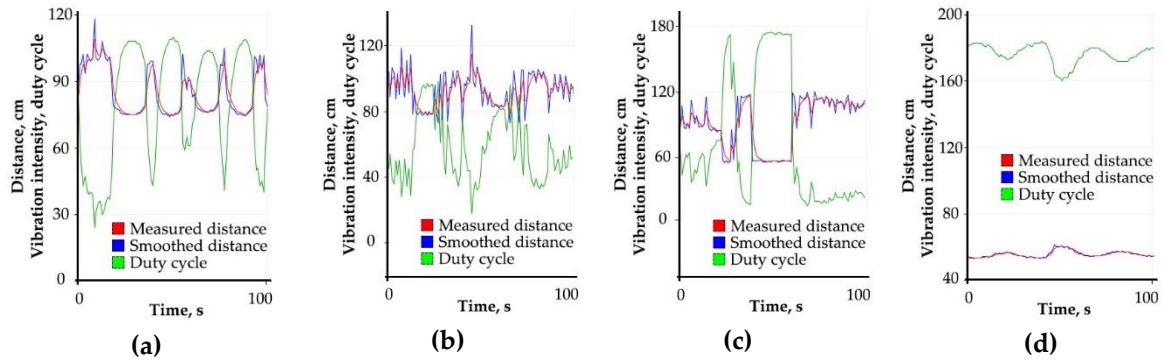 Distance, cm
Vibration intensity, duty cycle
120
90
60
30
0
Measured distance
Smoothed distance
Duty cycle
0
100
Time, s
(a)
Distance, cm
Vibration intensity, duty cycle
120
80
40
0
Measured distance
Smoothed distance
Duty cycle
0
100
Time, s
(b)
Distance, cm
Vibration intensity, duty cycle
180
120
60
0
Measured distance
Smoothed distance
Duty cycle
0
100
Time, s
(c)
Distance, cm
Vibration intensity, duty cycle
200
160
120
80
40
Measured distance
Smoothed distance
Duty cycle
0
100
Time, s
(d)